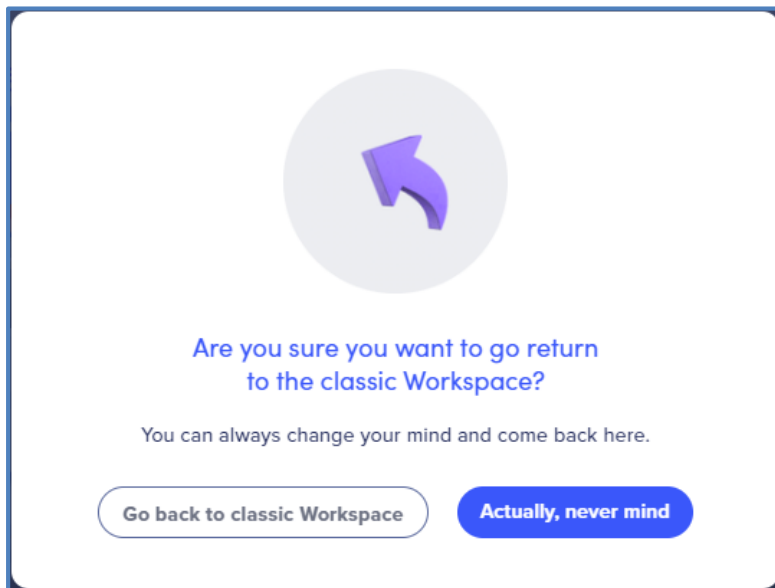 Are you sure you want to go return
to the classic Workspace?
You can always change your mind and come back here.
Go back to classic Workspace
Actually, never mind